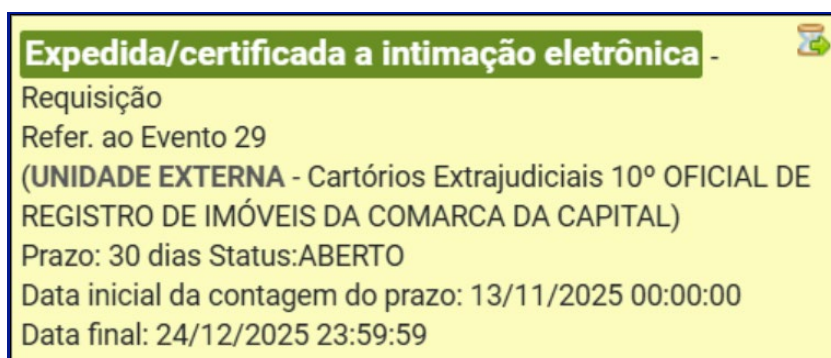 Expedida/certificada a intimação eletrônica -
Requisição
Refer. ao Evento 29
(UNIDADE EXTERNA - Cartórios Extrajudiciais 10º OFICIAL DE
REGISTRO DE IMÓVEIS DA COMARCA DA CAPITAL)
Prazo: 30 dias Status:ABERTO
Data inicial da contagem do prazo: 13/11/2025 00:00:00
Data final: 24/12/2025 23:59:59